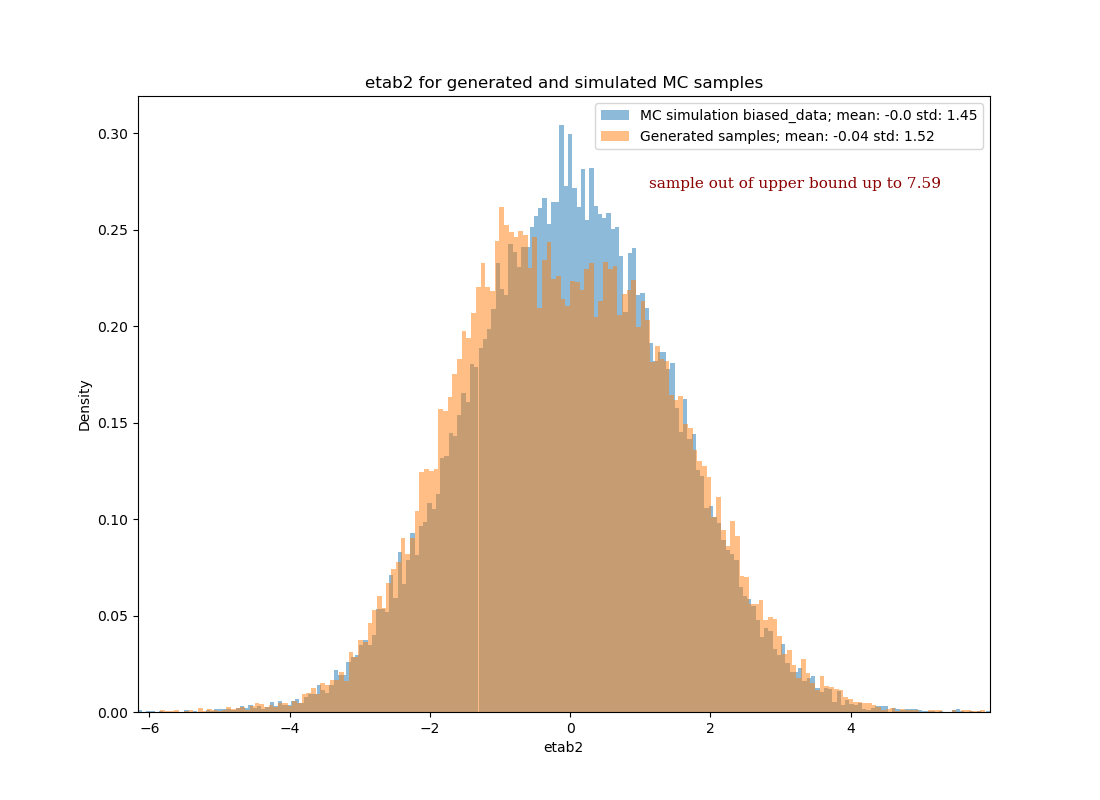 etab2 for generated and simulated MC samples
MC simulation biased_data; mean: -0.0 std: 1.45
Generated samples; mean: -0.04 std: 1.52
sample out of upper bound up to 7.59
0.30
0.25
0.20
0.15
0.10
0.05
0.00
Density
−6 −4 −2 0 2 4
etab2